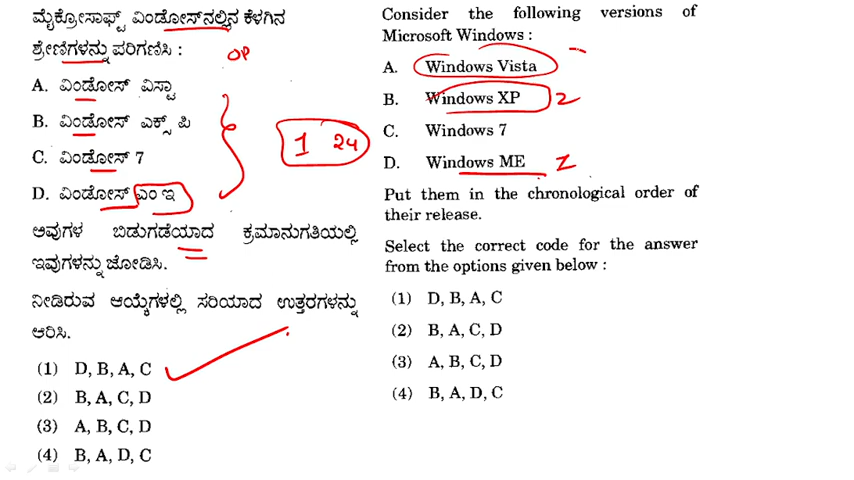 ಮೈಕ್ರೋಸಾಫ್ಟ್ ವಿಂಡೋಸ್‌ನಲ್ಲಿನ ಕೆಳಗಿನ
ಶ್ರೇಣಿಗಳನ್ನು ಪರಿಗಣಿಸಿ :
OP
A. ವಿಂಡೋಸ್ ವಿಸ್ಟಾ
B. ವಿಂಡೋಸ್ ಎಕ್ಸ್ ಪಿ
C. ವಿಂಡೋಸ್ 7
D. ವಿಂಡೋಸ್ ಎಂ ಇ
1 24
ಅವುಗಳ ಬಿಡುಗಡೆಯಾದ ಕ್ರಮಾನುಗತಿಯಲ್ಲಿ
ಇವುಗಳನ್ನು ಜೋಡಿಸಿ.
ನೀಡಿರುವ ಆಯ್ಕೆಗಳಲ್ಲಿ ಸರಿಯಾದ ಉತ್ತರಗಳನ್ನು
ಆರಿಸಿ.
(1) D, B, A, C
(2) B, A, C, D
(3) A, B, C, D
(4) B, A, D, C
Consider the following versions of
Microsoft Windows :
A. Windows Vista
B. Windows XP
C. Windows 7
D. Windows ME
Put them in the chronological order of
their release.
Select the correct code for the answer
from the options given below :
(1) D, B, A, C
(2) B, A, C, D
(3) A, B, C, D
(4) B, A, D, C